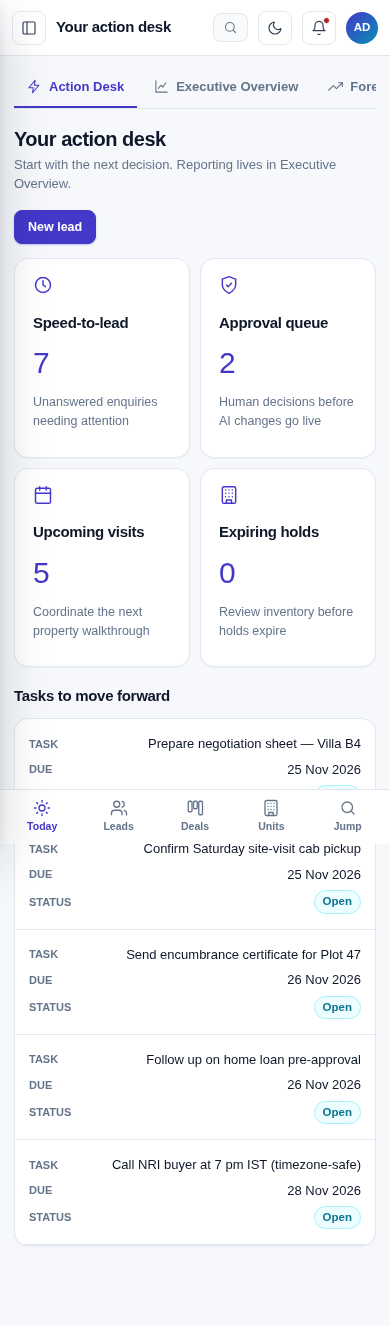 Your action desk
AD
Action Desk
Executive Overview
Fore
Your action desk
Start with the next decision. Reporting lives in Executive
Overview.
New lead
Speed-to-lead
7
Unanswered enquiries
needing attention
Approval queue
2
Human decisions before
AI changes go live
Upcoming visits
5
Coordinate the next
property walkthrough
Expiring holds
0
Review inventory before
holds expire
Tasks to move forward
TASK Prepare negotiation sheet — Villa B4
DUE 25 Nov 2026
Today Leads Deals Units Jump
TASK Confirm Saturday site-visit cab pickup
DUE 25 Nov 2026
STATUS Open
TASK Send encumbrance certificate for Plot 47
DUE 26 Nov 2026
STATUS Open
TASK Follow up on home loan pre-approval
DUE 26 Nov 2026
STATUS Open
TASK Call NRI buyer at 7 pm IST (timezone-safe)
DUE 28 Nov 2026
STATUS Open